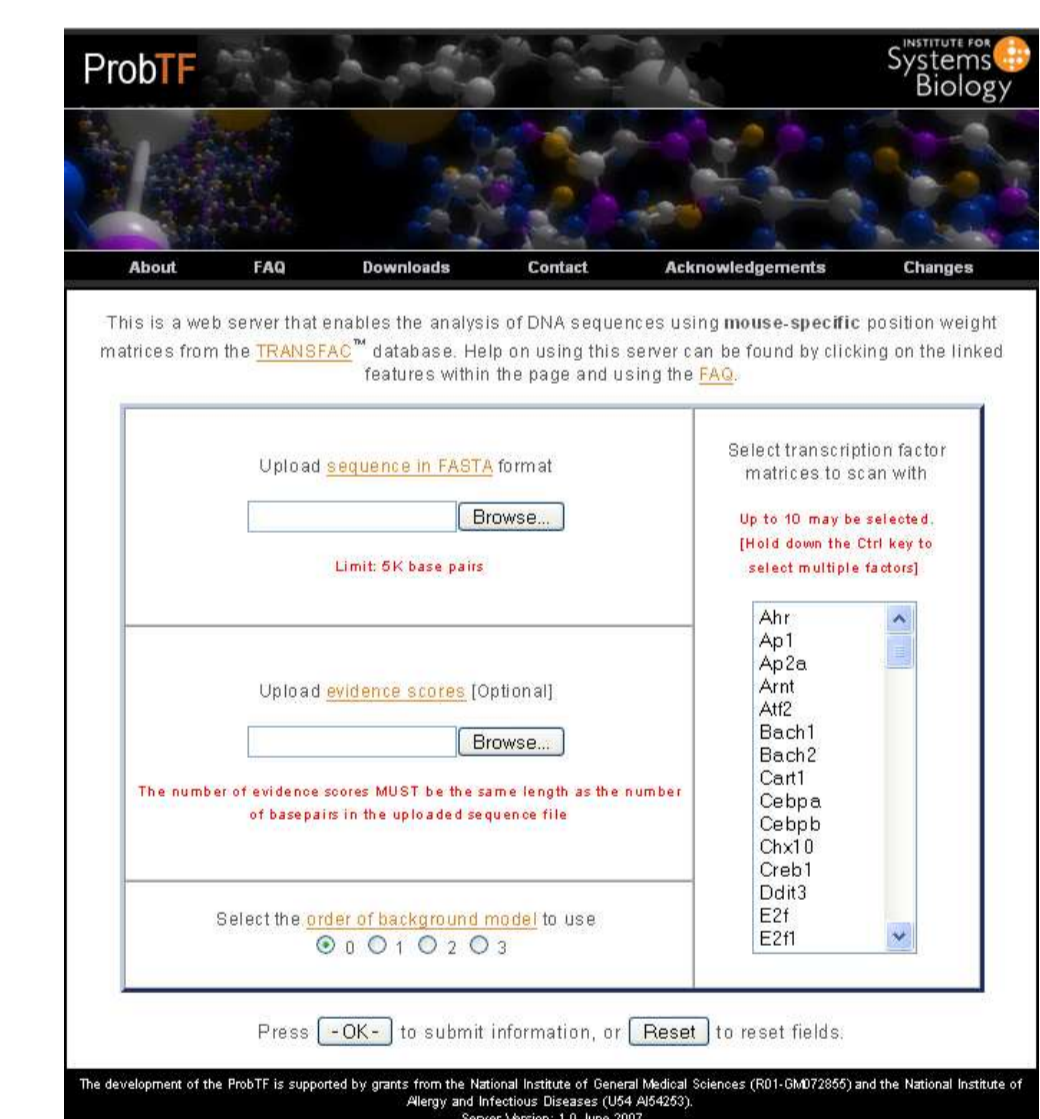 ProbTF
INSTITUTE FOR
Systems
Biology
About FAQ Downloads Contact Acknowledgements Changes
This is a web server that enables the analysis of DNA sequences using mouse-specific position weight
matrices from the TRANSFAC™ database. Help on using this server can be found by clicking on the linked
features within the page and using the FAQ.
Upload sequence in FASTA format
Browse...
Limit: 5K base pairs
Upload evidence scores [Optional]
Browse...
The number of evidence scores MUST be the same length as the number
of basepairs in the uploaded sequence file
Select the order of background model to use
0 1 2 3
Select transcription factor
matrices to scan with
Up to 10 may be selected.
[Hold down the Ctrl key to
select multiple factors]
Ahr
Ap1
Ap2a
Arnt
Atf2
Bach1
Bach2
Cart1
Cebpa
Cebpb
Chx10
Creb1
Ddit3
E2f
E2f1
Press - OK - to submit information, or Reset to reset fields.
The development of the ProbTF is supported by grants from the National Institute of General Medical Sciences (R01-GM072855) and the National Institute of
Allergy and Infectious Diseases (U54 AI54253).
Server Version: 1.0 June 2007